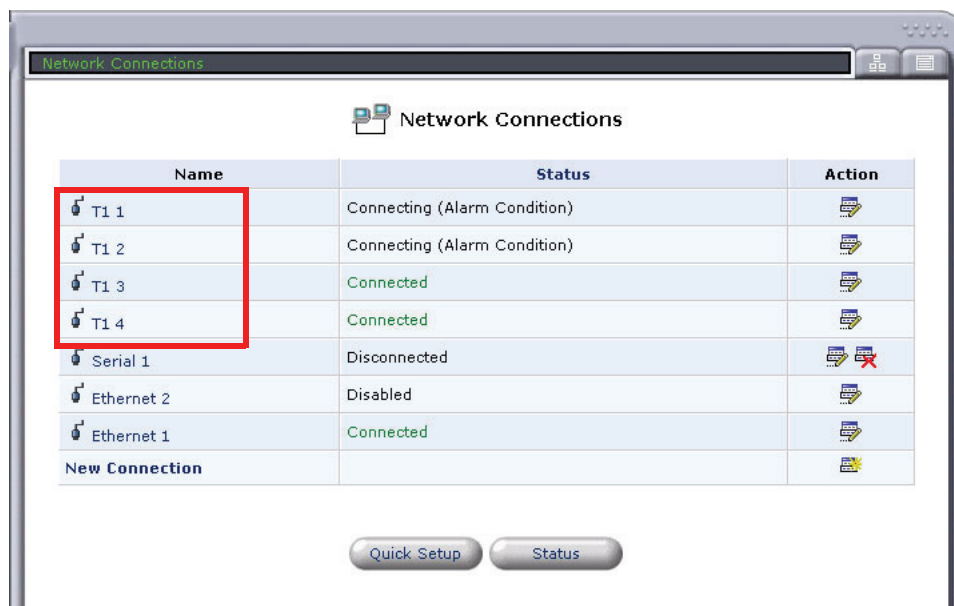 Network Connections
Network Connections
Name Status Action
T1 1 Connecting (Alarm Condition)
T1 2 Connecting (Alarm Condition)
T1 3 Connected
T1 4 Connected
Serial 1 Disconnected
Ethernet 2 Disabled
Ethernet 1 Connected
New Connection
Quick Setup Status